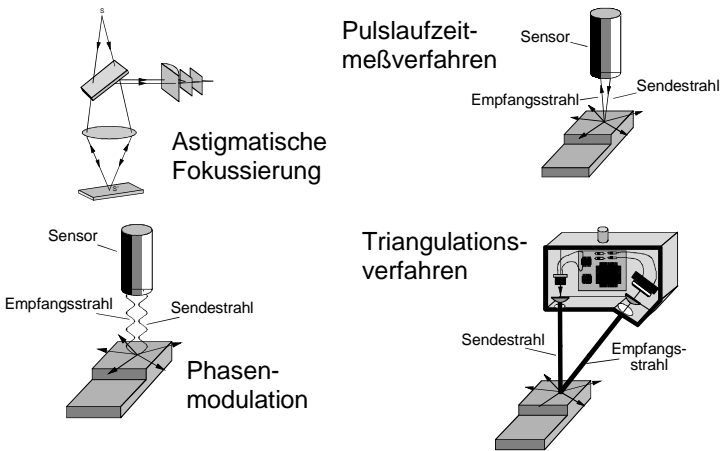 S
S'
Astigmatische
Fokussierung
Pulslaufzeit-
meßverfahren
Sensor
Sendestrahl
Empfangsstrahl
Sensor
Empfangsstrahl
Sendestrahl
Phasen-
modulation
Triangulations-
verfahren
Sendestrahl
Empfangs-
strahl